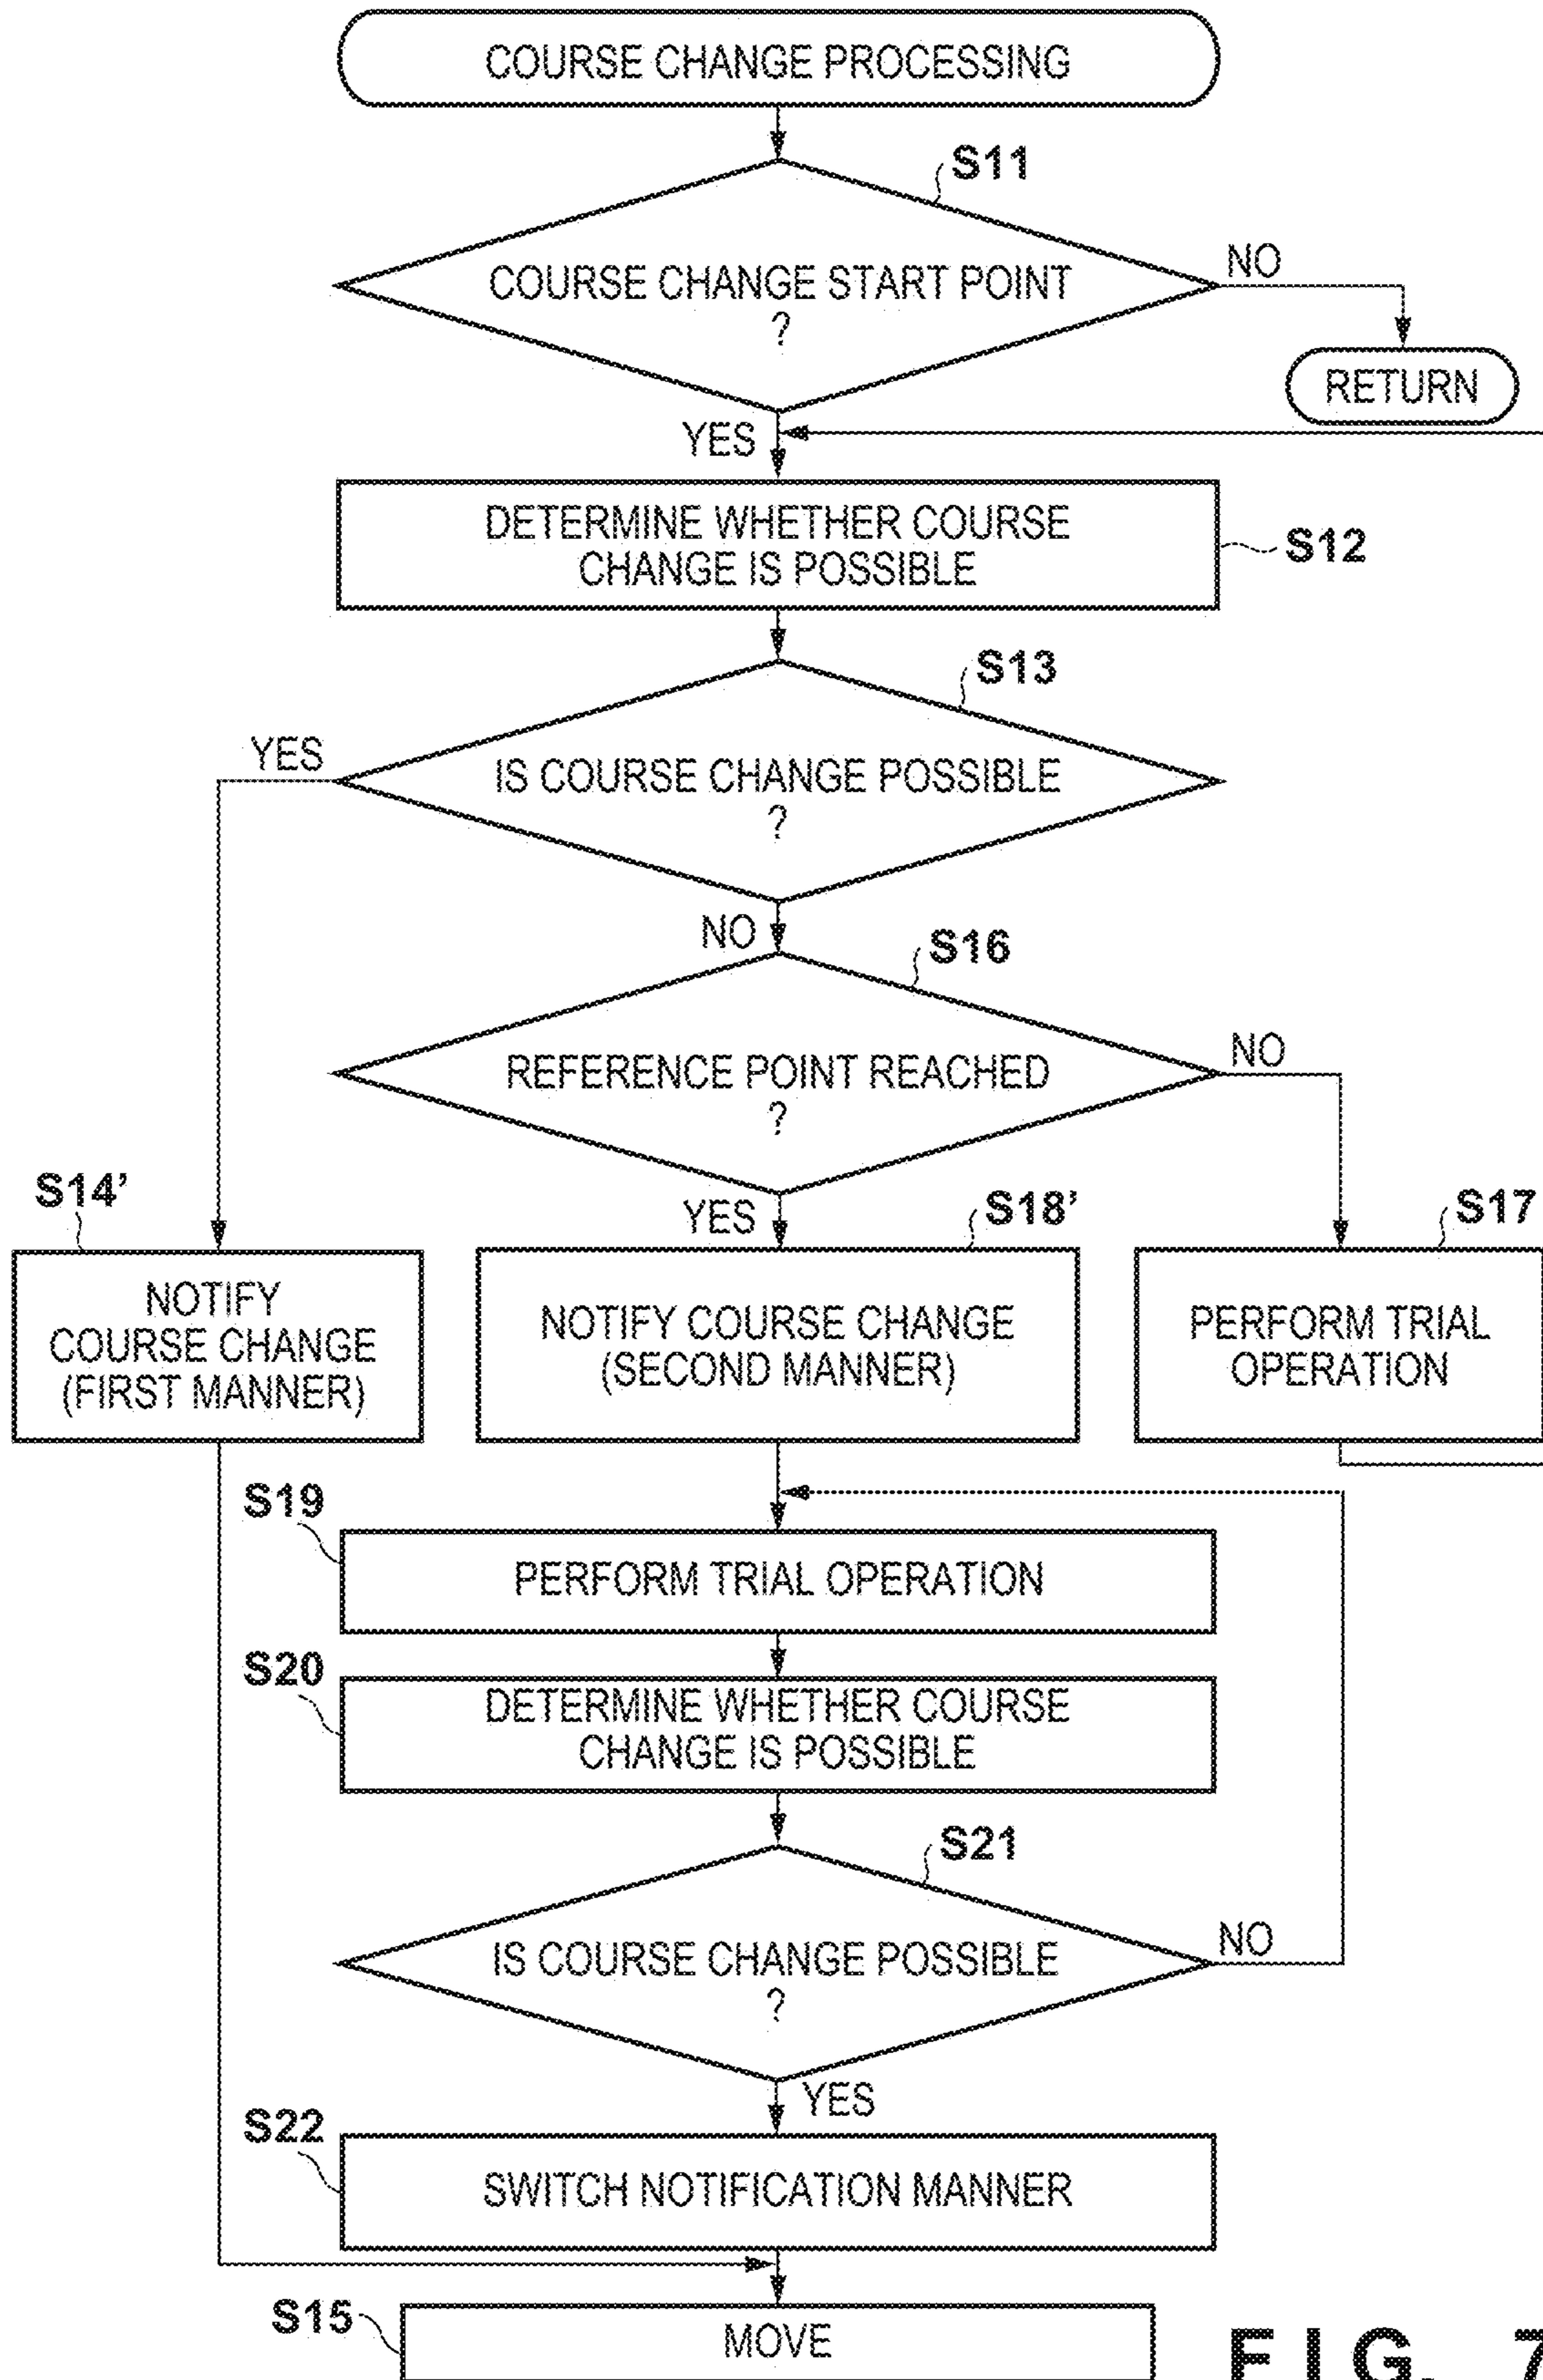 COURSE CHANGE PROCESSING
S11
COURSE CHANGE START POINT
?
NO
RETURN
YES
DETERMINE WHETHER COURSE
CHANGE IS POSSIBLE
S12
S13
YES
IS COURSE CHANGE POSSIBLE
?
NO
S16
REFERENCE POINT REACHED
?
NO
YES
S14'
NOTIFY
COURSE CHANGE
(FIRST MANNER)
S18'
NOTIFY COURSE CHANGE
(SECOND MANNER)
S17
PERFORM TRIAL
OPERATION
S19
PERFORM TRIAL OPERATION
S20
DETERMINE WHETHER COURSE
CHANGE IS POSSIBLE
S21
IS COURSE CHANGE POSSIBLE
?
NO
YES
S22
SWITCH NOTIFICATION MANNER
S15
MOVE
FIG. 7